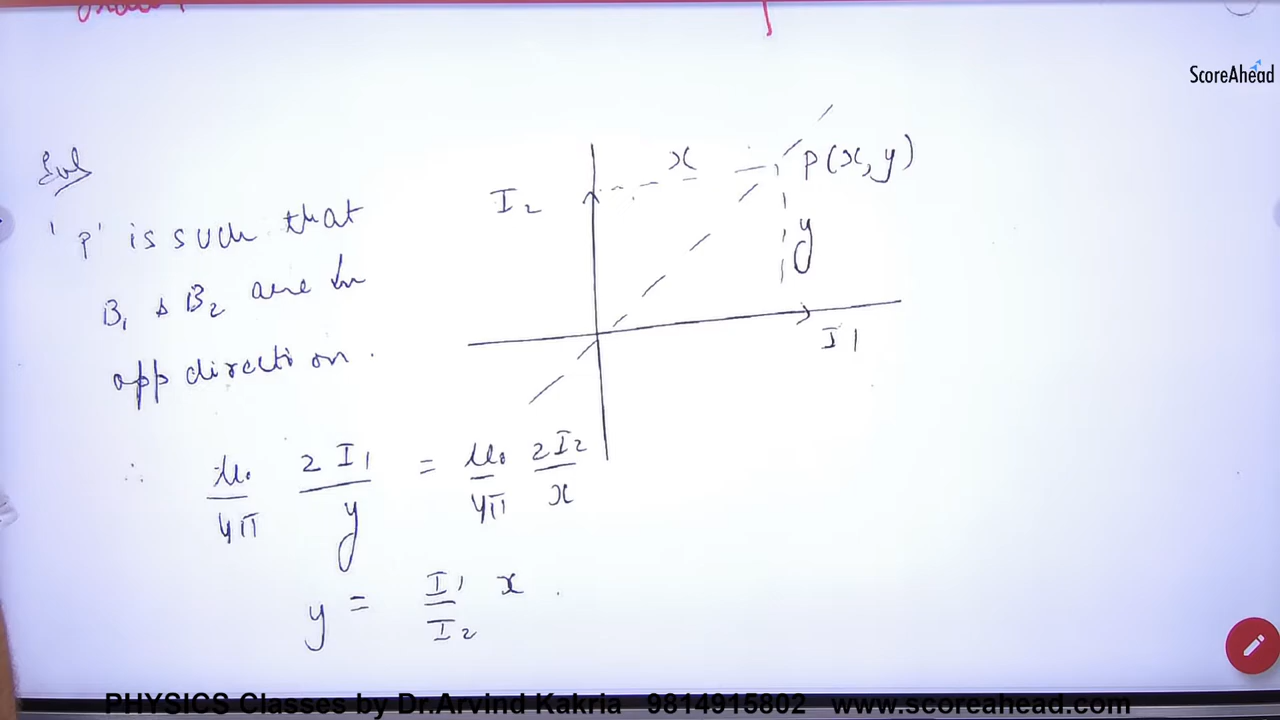 ScoreAhead
Sol
'P' is such that
B₁ & B₂ are in
opp direction.
I₂
x
P(x, y)
y
I₁
∴ μ₀/4π 2I₁/y = μ₀/4π 2I₂/x
y = I₁/I₂ x.
PHYSICS Classes by Dr.Arvind Kakria 9814915802 www.scoreahead.com